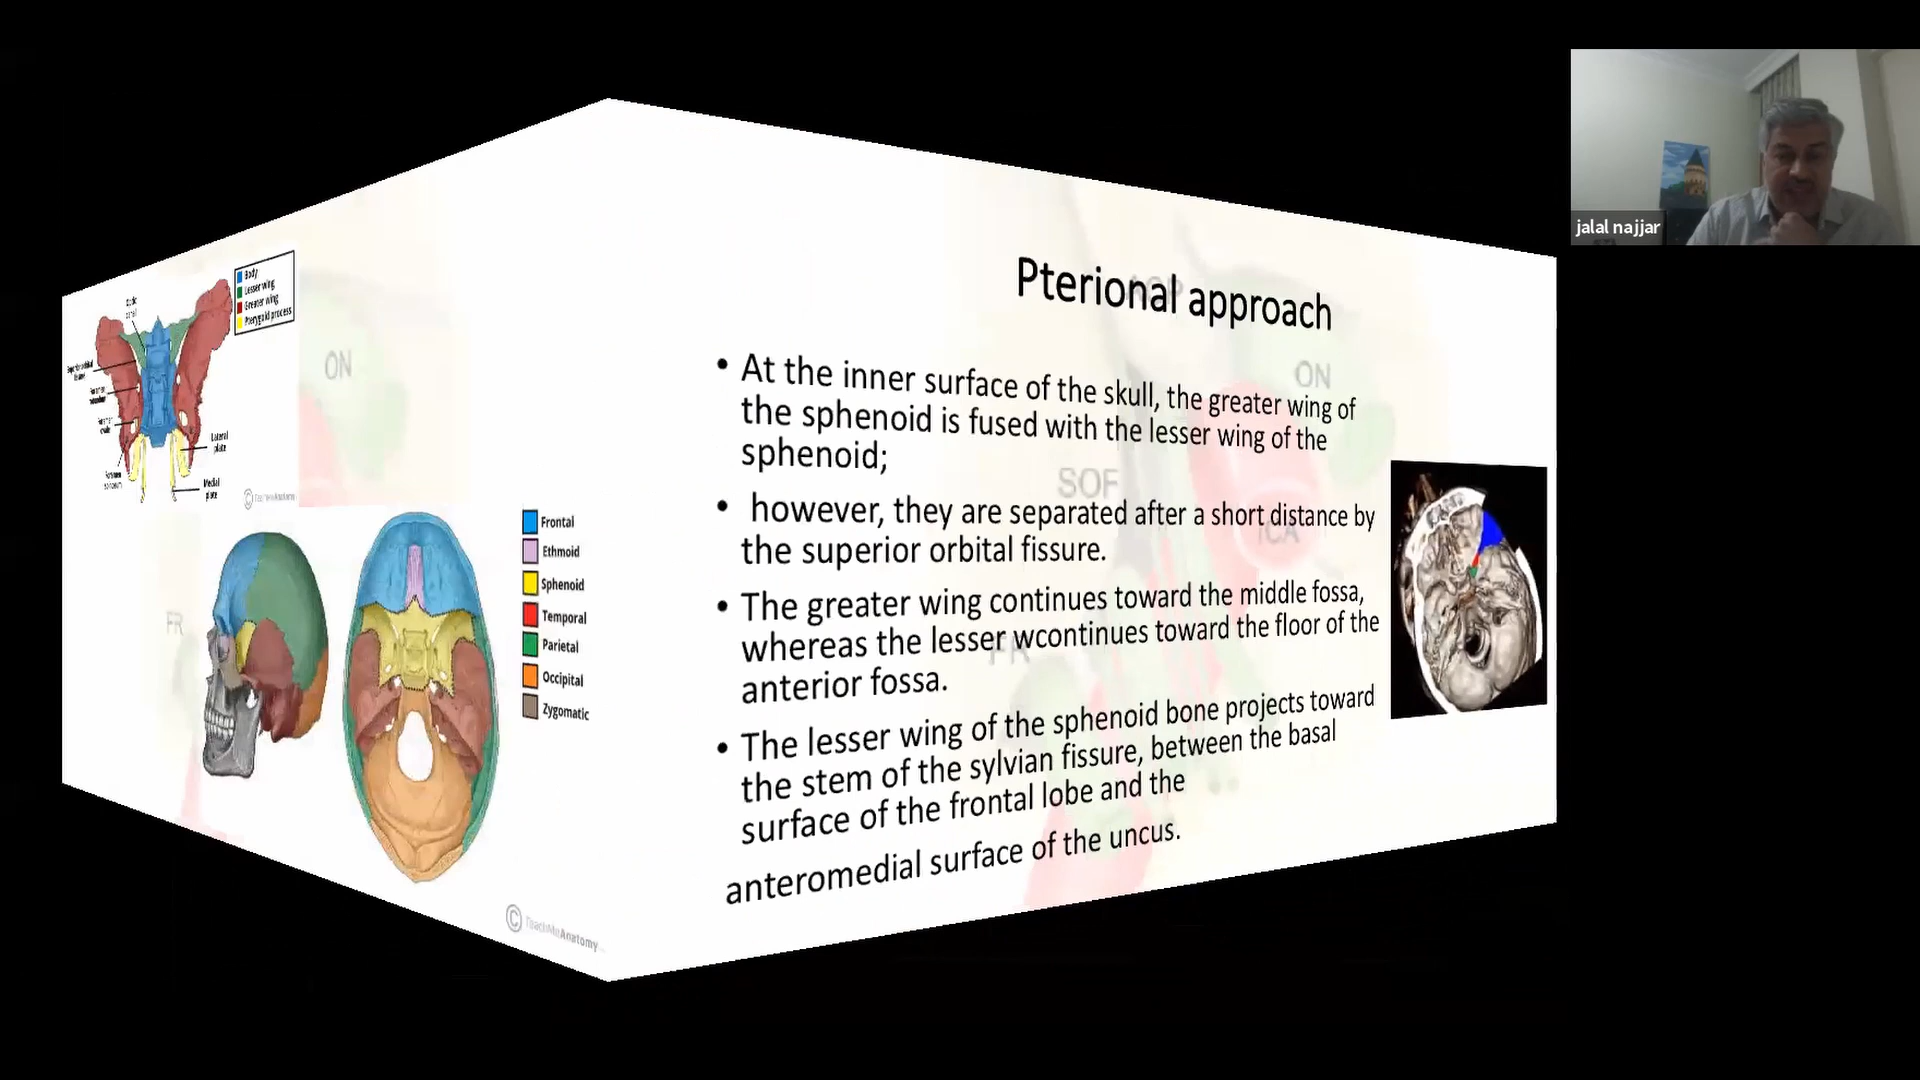 jalal najjar
Body
Lesser wing
Greater wing
Pterygoid process
Lateral
plate
Medial
plate
ON
FR
Frontal
Ethmoid
Sphenoid
Temporal
Parietal
Occipital
Zygomatic
© TeachMeAnatomy
Pterional approach
• At the inner surface of the skull, the greater wing of
the sphenoid is fused with the lesser wing of the
sphenoid;
• however, they are separated after a short distance by
the superior orbital fissure.
• The greater wing continues toward the middle fossa,
whereas the lesser wcontinues toward the floor of the
anterior fossa.
• The lesser wing of the sphenoid bone projects toward
the stem of the sylvian fissure, between the basal
surface of the frontal lobe and the
anteromedial surface of the uncus.
ON
SOF
ICA
FR